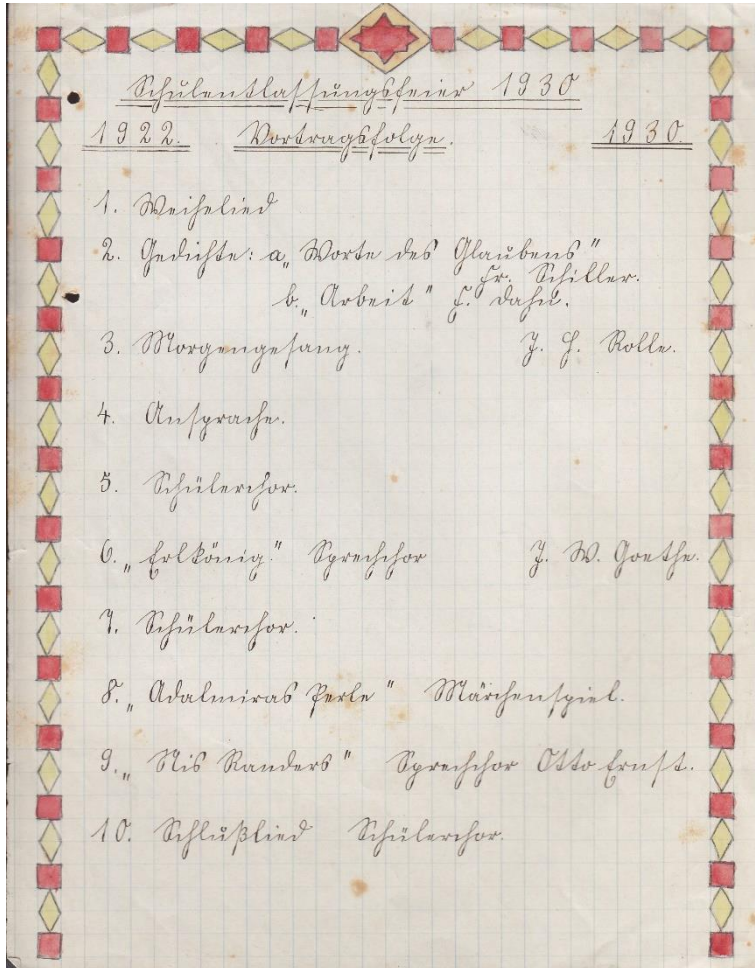 Schulentlassungsfeier 1930
1922. Vortragsfolge. 1930.
1. Weihelied
2. Gedichte: a „Worte des Glaubens"
Fr. Schiller.
b. „Arbeit" F. Dahn.
3. Morgengesang. J. H. Rolle.
4. Ansprache.
5. Schülerchor.
6. „Erlkönig." Sprechchor J. W. Goethe.
7. Schülerchor.
8. „Adalmiras Perle" Märchenspiel.
9. „Nis Randers" Sprechchor Otto Ernst.
10. Schlußlied Schülerchor.